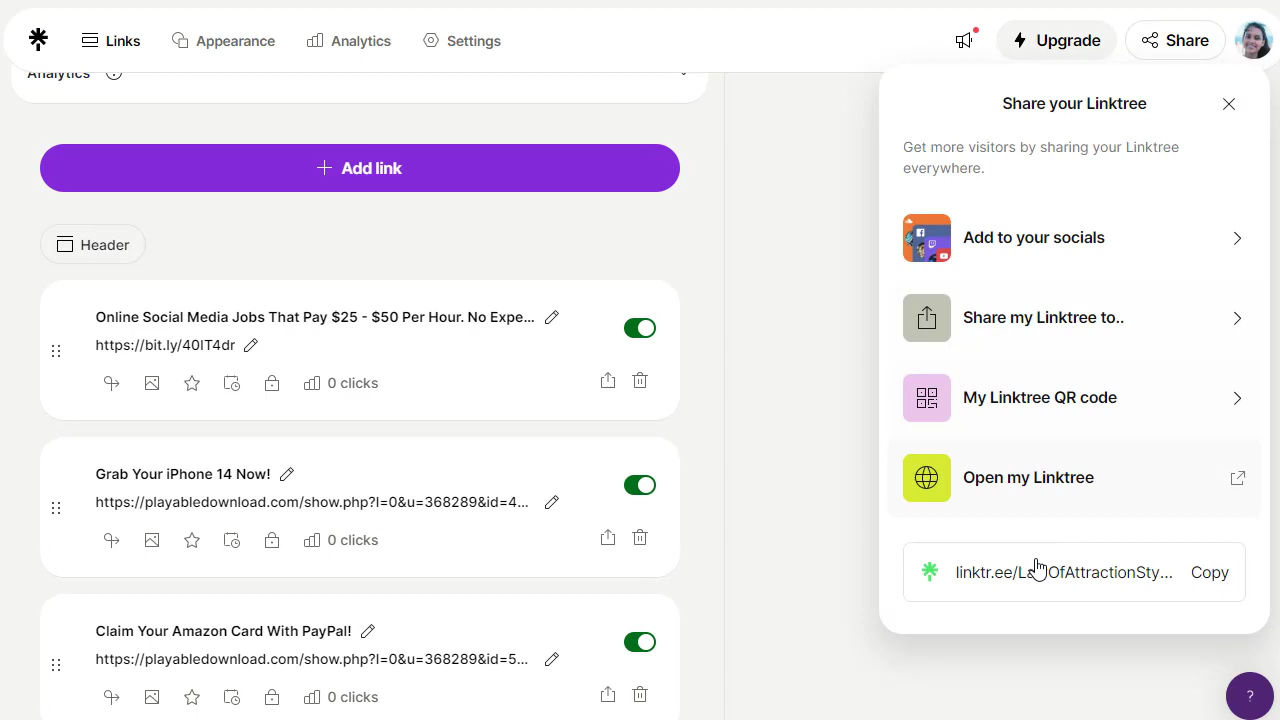 Links
Appearance
Analytics
Settings
Upgrade
Share
Analytics
Add link
Header
Online Social Media Jobs That Pay $25 - $50 Per Hour. No Expe...
https://bit.ly/40IT4dr
0 clicks
Grab Your iPhone 14 Now!
https://playabledownload.com/show.php?l=0&u=368289&id=4...
0 clicks
Claim Your Amazon Card With PayPal!
https://playabledownload.com/show.php?l=0&u=368289&id=5...
0 clicks
Share your Linktree
Get more visitors by sharing your Linktree
everywhere.
Add to your socials
Share my Linktree to..
My Linktree QR code
Open my Linktree
Copy
?